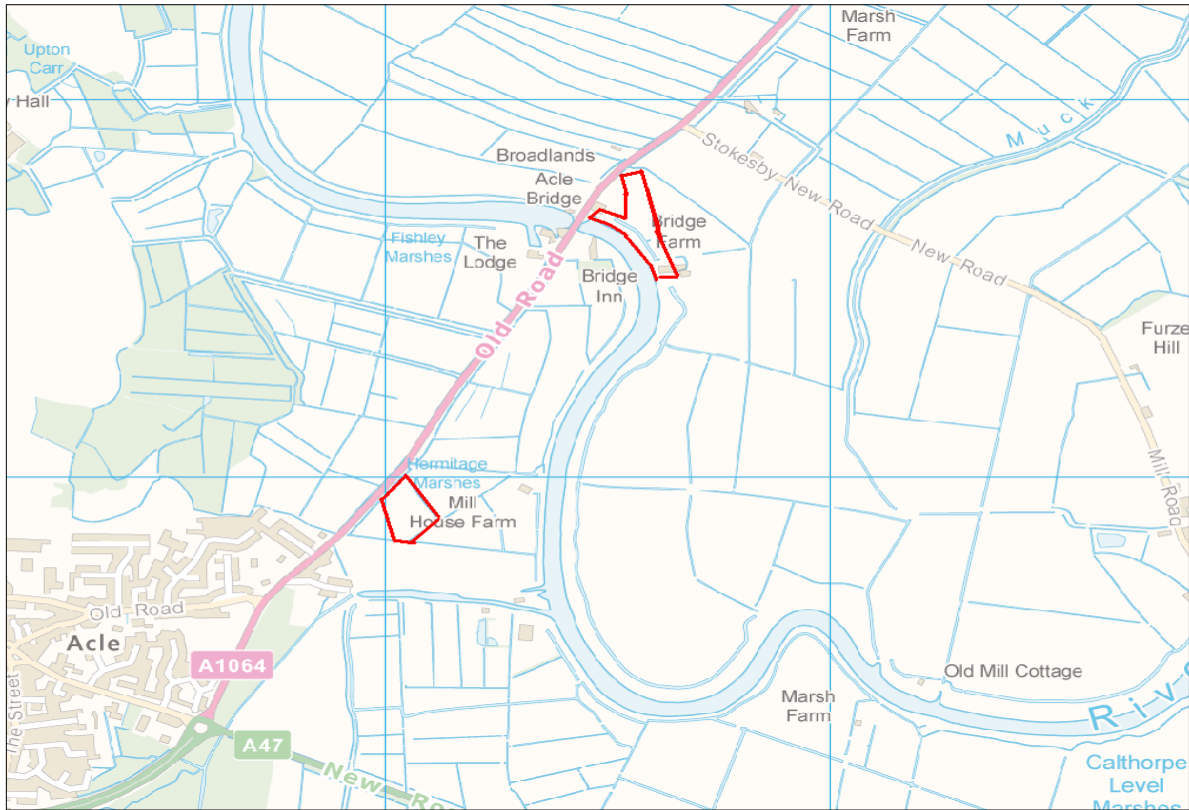 Marsh
Farm
Upton
Carr
y Hall
Muck
Stokesby New Road
Broadlands
Acle
Bridge
Bridge
Farm
Fishley
Marshes
The
Lodge
New Road
Bridge
Inn
Old Road
Furze
Hill
Hermitage
Marshes
Mill
House Farm
Mill Road
Old Road
Acle
A1064
The Street
Old Mill Cottage
Marsh
Farm
Rive
A47
New Ro
Calthorpe
Level
Marshes